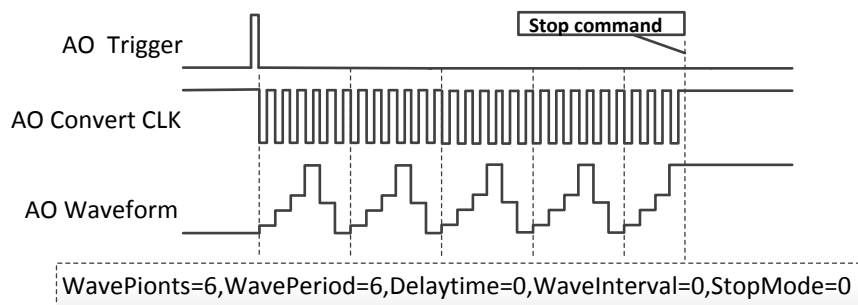 Stop command
AO Trigger
AO Convert CLK
AO Waveform
WavePionts=6,WavePeriod=6,Delaytime=0,WaveInterval=0,StopMode=0